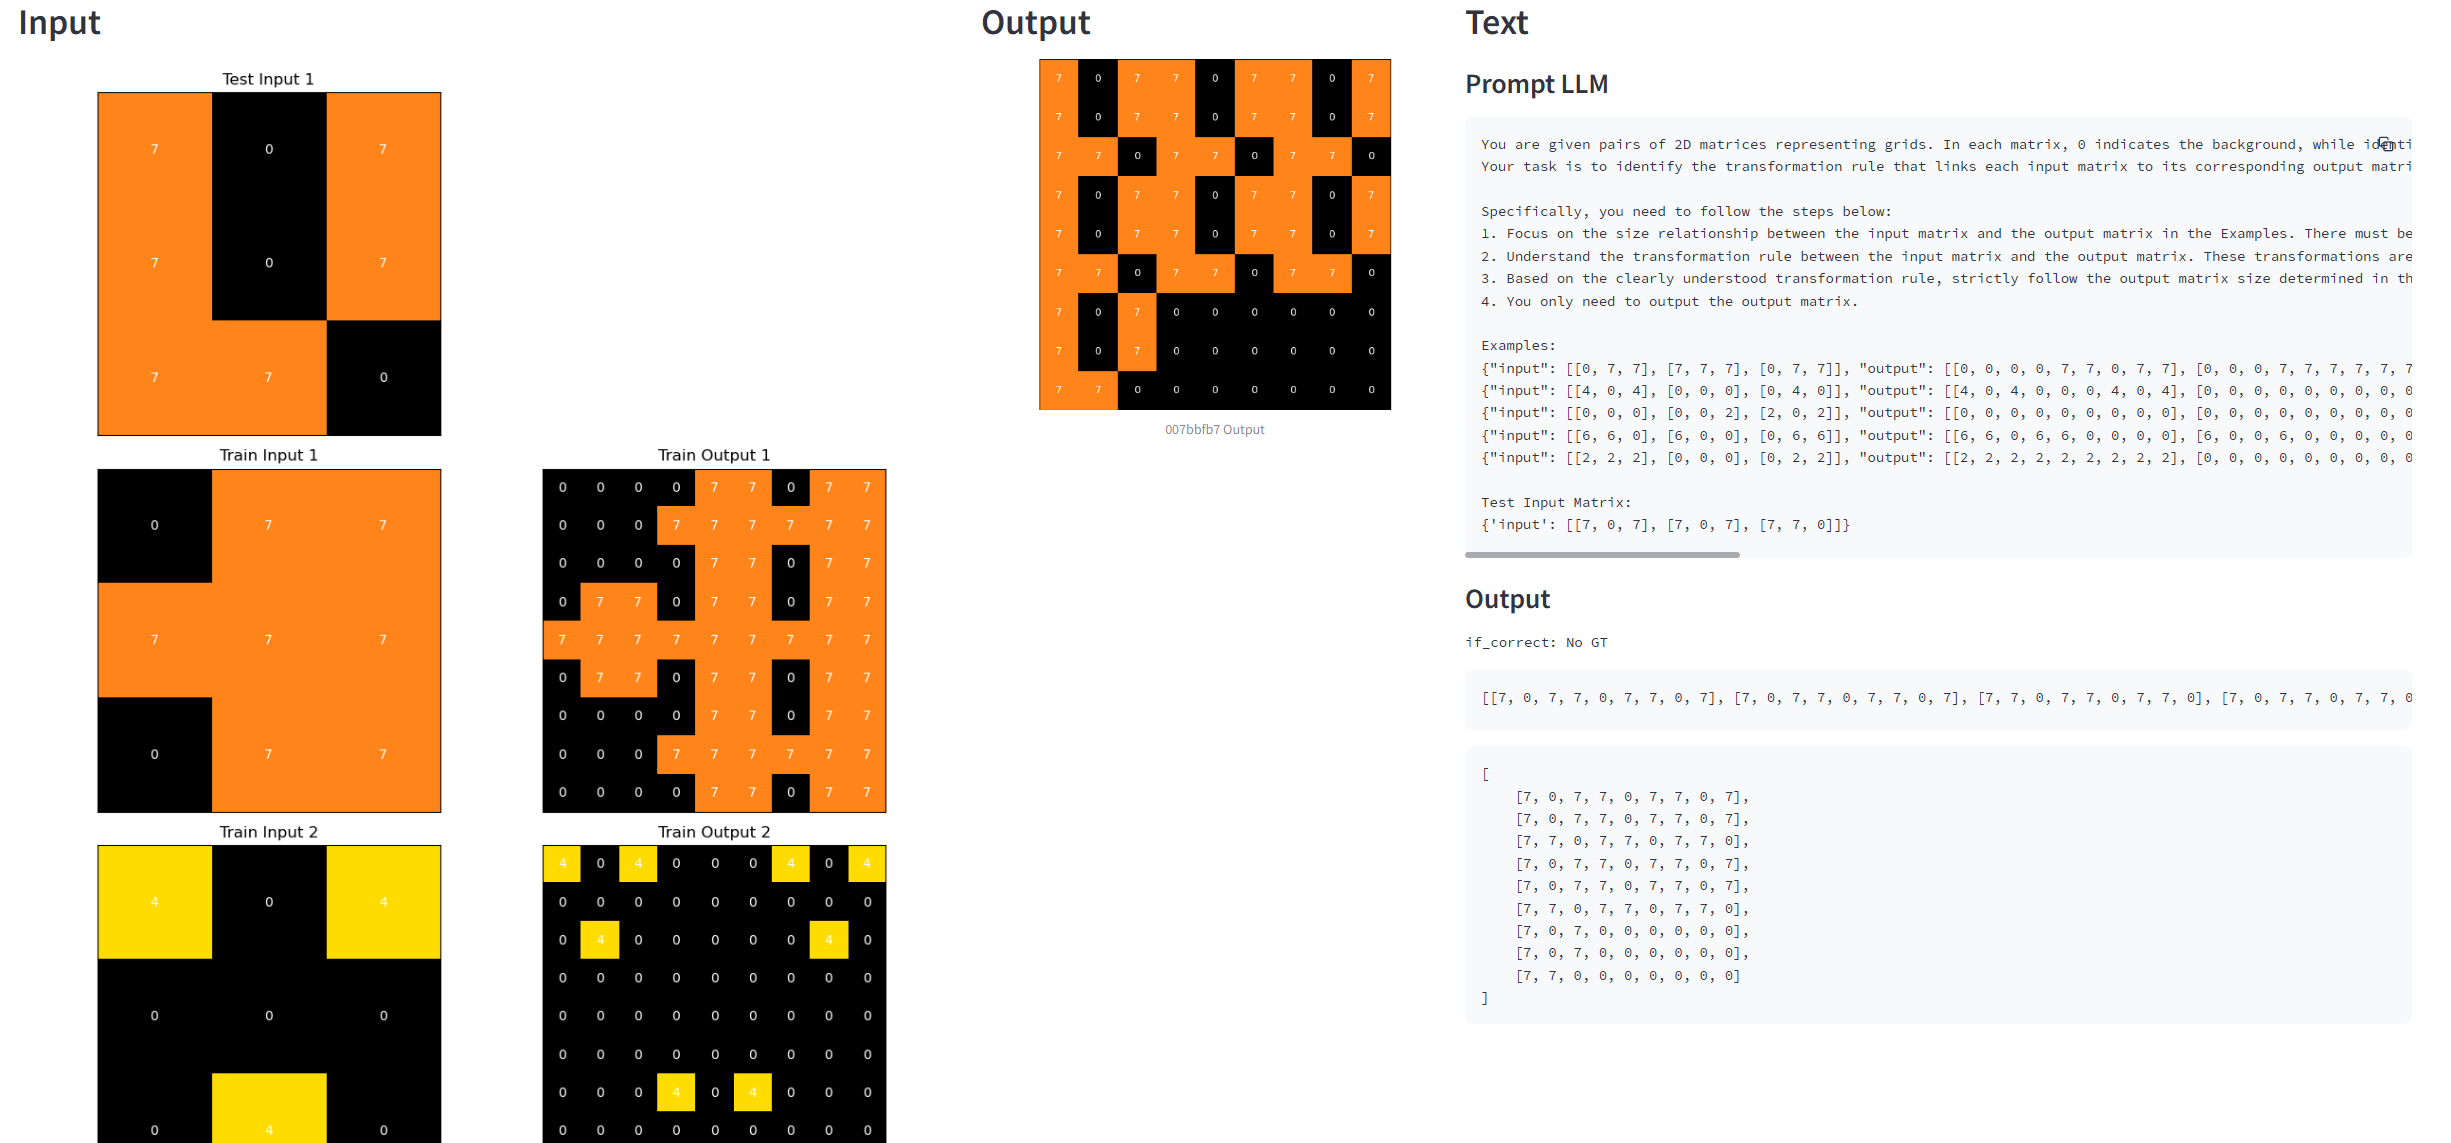 Input
Output
Text
Test Input 1
7 0 7
7 0 7
7 7 0
7 0 7 7 0 7 7 0 7
7 0 7 7 0 7 7 0 7
7 7 0 7 7 0 7 7 0
7 0 7 7 0 7 7 0 7
7 0 7 7 0 7 7 0 7
7 7 0 7 7 0 7 7 0
7 0 7 0 0 0 0 0 0
7 0 7 0 0 0 0 0 0
7 7 0 0 0 0 0 0 0
007bbfb7 Output
Train Input 1
0 7 7
7 7 7
0 7 7
Train Output 1
0 0 0 0 7 7 0 7 7
0 0 0 7 7 7 7 7 7
0 0 0 0 7 7 0 7 7
0 7 7 0 7 7 0 7 7
7 7 7 7 7 7 7 7 7
0 7 7 0 7 7 0 7 7
0 0 0 0 7 7 0 7 7
0 0 0 7 7 7 7 7 7
0 0 0 0 7 7 0 7 7
Train Input 2
4 0 4
0 0 0
0 4 0
Train Output 2
4 0 4 0 0 0 4 0 4
0 0 0 0 0 0 0 0 0
0 4 0 0 0 0 0 4 0
0 0 0 0 0 0 0 0 0
0 0 0 0 0 0 0 0 0
0 0 0 0 0 0 0 0 0
0 0 0 4 0 4 0 0 0
0 0 0 0 0 0 0 0 0
Prompt LLM
You are given pairs of 2D matrices representing grids. In each matrix, 0 indicates the background, while
Your task is to identify the transformation rule that links each input matrix to its corresponding output matri
Specifically, you need to follow the steps below:
1. Focus on the size relationship between the input matrix and the output matrix in the Examples. There must be
2. Understand the transformation rule between the input matrix and the output matrix. These transformations are
3. Based on the clearly understood transformation rule, strictly follow the output matrix size determined in th
4. You only need to output the output matrix.
Examples:
{"input": [[0, 7, 7], [7, 7, 7], [0, 7, 7]], "output": [[0, 0, 0, 0, 7, 7, 0, 7, 7], [0, 0, 0, 7, 7, 7, 7, 7, 7
{"input": [[4, 0, 4], [0, 0, 0], [0, 4, 0]], "output": [[4, 0, 4, 0, 0, 0, 4, 0, 4], [0, 0, 0, 0, 0, 0, 0, 0, 0
{"input": [[0, 0, 0], [0, 0, 2], [2, 0, 2]], "output": [[0, 0, 0, 0, 0, 0, 0, 0, 0], [0, 0, 0, 0, 0, 0, 0, 0, 0
{"input": [[6, 6, 0], [6, 0, 0], [0, 6, 6]], "output": [[6, 6, 0, 6, 6, 0, 0, 0, 0], [6, 0, 0, 6, 0, 0, 0, 0, 0
{"input": [[2, 2, 2], [0, 0, 0], [0, 2, 2]], "output": [[2, 2, 2, 2, 2, 2, 2, 2, 2], [0, 0, 0, 0, 0, 0, 0, 0, 0
Test Input Matrix:
{'input': [[7, 0, 7], [7, 0, 7], [7, 7, 0]]}
Output
if_correct: No GT
[[7, 0, 7, 7, 0, 7, 7, 0, 7], [7, 0, 7, 7, 0, 7, 7, 0, 7], [7, 7, 0, 7, 7, 0, 7, 7, 0], [7, 0, 7, 7, 0, 7, 7, 0
[
[7, 0, 7, 7, 0, 7, 7, 0, 7],
[7, 0, 7, 7, 0, 7, 7, 0, 7],
[7, 7, 0, 7, 7, 0, 7, 7, 0],
[7, 0, 7, 7, 0, 7, 7, 0, 7],
[7, 0, 7, 7, 0, 7, 7, 0, 7],
[7, 7, 0, 7, 7, 0, 7, 7, 0],
[7, 0, 7, 0, 0, 0, 0, 0, 0],
[7, 0, 7, 0, 0, 0, 0, 0, 0],
[7, 7, 0, 0, 0, 0, 0, 0, 0]
]